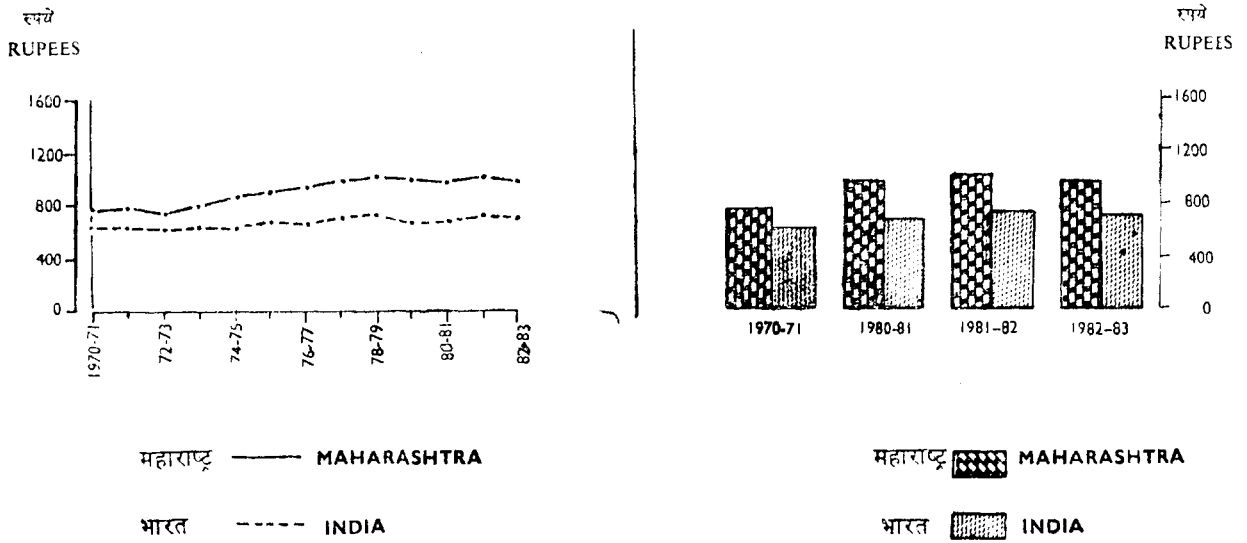 रुपये
RUPEES
1600
1200
800
400
0
1970-71
72-73
74-75
76-77
78-79
80-81
82-83
महाराष्ट्र MAHARASHTRA
भारत INDIA
रुपये
RUPEES
1600
1200
800
400
0
1970-71
1980-81
1981-82
1982-83
महाराष्ट्र MAHARASHTRA
भारत INDIA